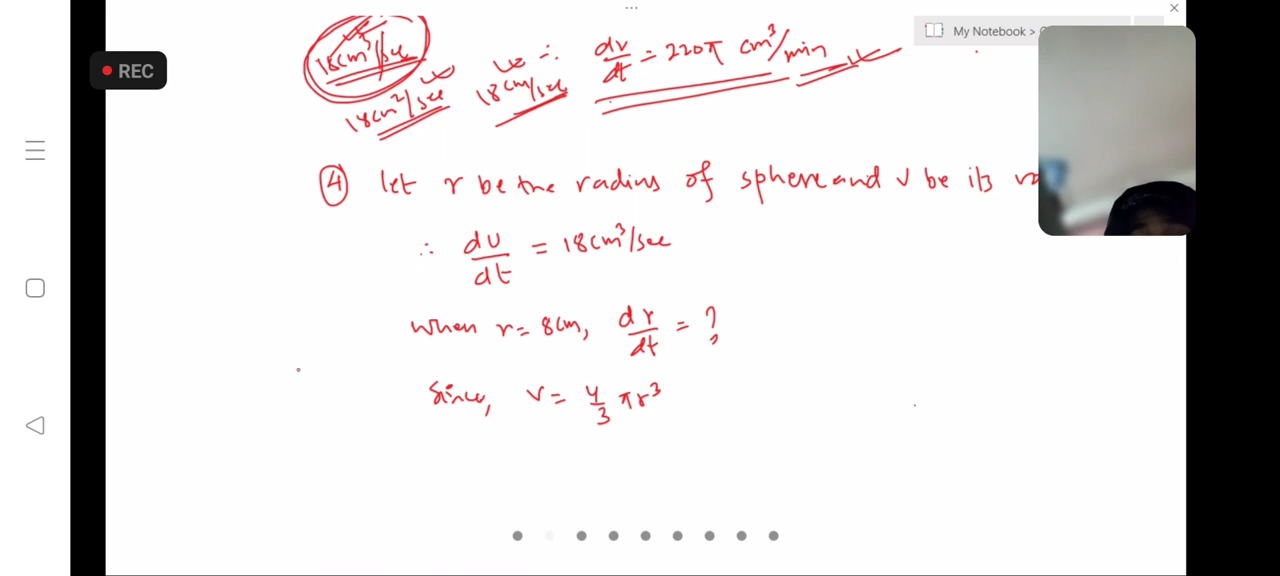 REC
My Notebook >
18cm³/sec
18cm²/sec
18cm/sec
∴ dv/dt = 220π cm³/min
④ let r be the radius of sphere and v be its
∴ dv/dt = 18cm³/sec
when r = 8cm, dr/dt = ?
Since, v = 4/3 πr³